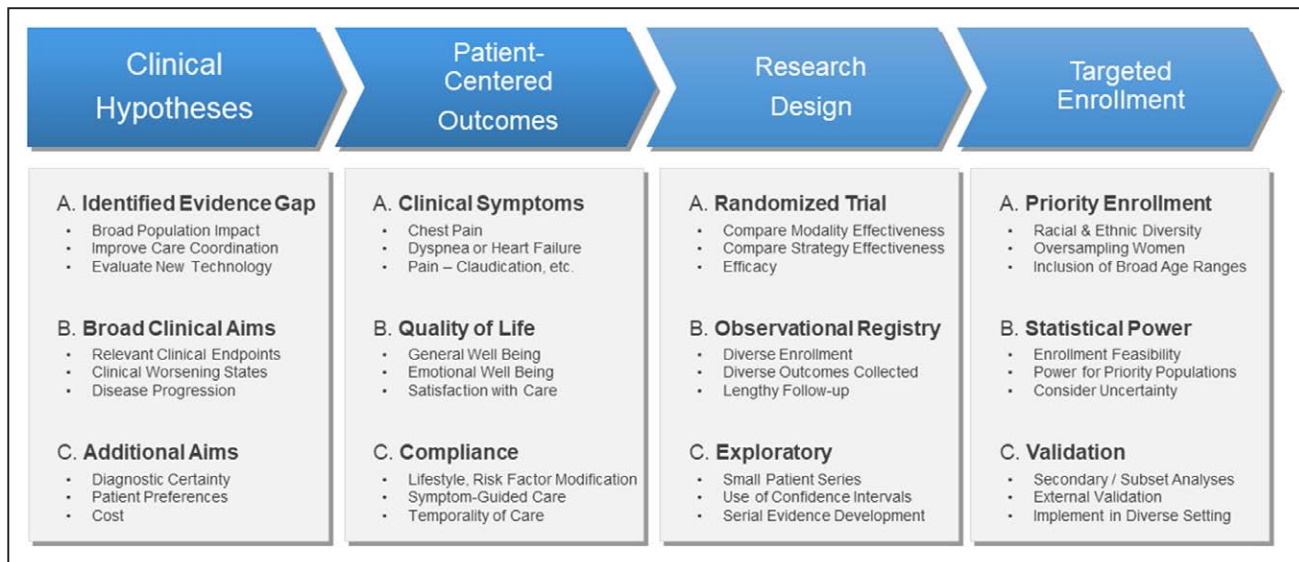 Clinical
Hypotheses
Patient-
Centered
Outcomes
Research
Design
Targeted
Enrollment
A. Identified Evidence Gap
• Broad Population Impact
• Improve Care Coordination
• Evaluate New Technology
B. Broad Clinical Aims
• Relevant Clinical Endpoints
• Clinical Worsening States
• Disease Progression
C. Additional Aims
• Diagnostic Certainty
• Patient Preferences
• Cost
A. Clinical Symptoms
• Chest Pain
• Dyspnea or Heart Failure
• Pain – Claudication, etc.
B. Quality of Life
• General Well Being
• Emotional Well Being
• Satisfaction with Care
C. Compliance
• Lifestyle, Risk Factor Modification
• Symptom-Guided Care
• Temporality of Care
A. Randomized Trial
• Compare Modality Effectiveness
• Compare Strategy Effectiveness
• Efficacy
B. Observational Registry
• Diverse Enrollment
• Diverse Outcomes Collected
• Lengthy Follow-up
C. Exploratory
• Small Patient Series
• Use of Confidence Intervals
• Serial Evidence Development
A. Priority Enrollment
• Racial & Ethnic Diversity
• Oversampling Women
• Inclusion of Broad Age Ranges
B. Statistical Power
• Enrollment Feasibility
• Power for Priority Populations
• Consider Uncertainty
C. Validation
• Secondary / Subset Analyses
• External Validation
• Implement in Diverse Setting